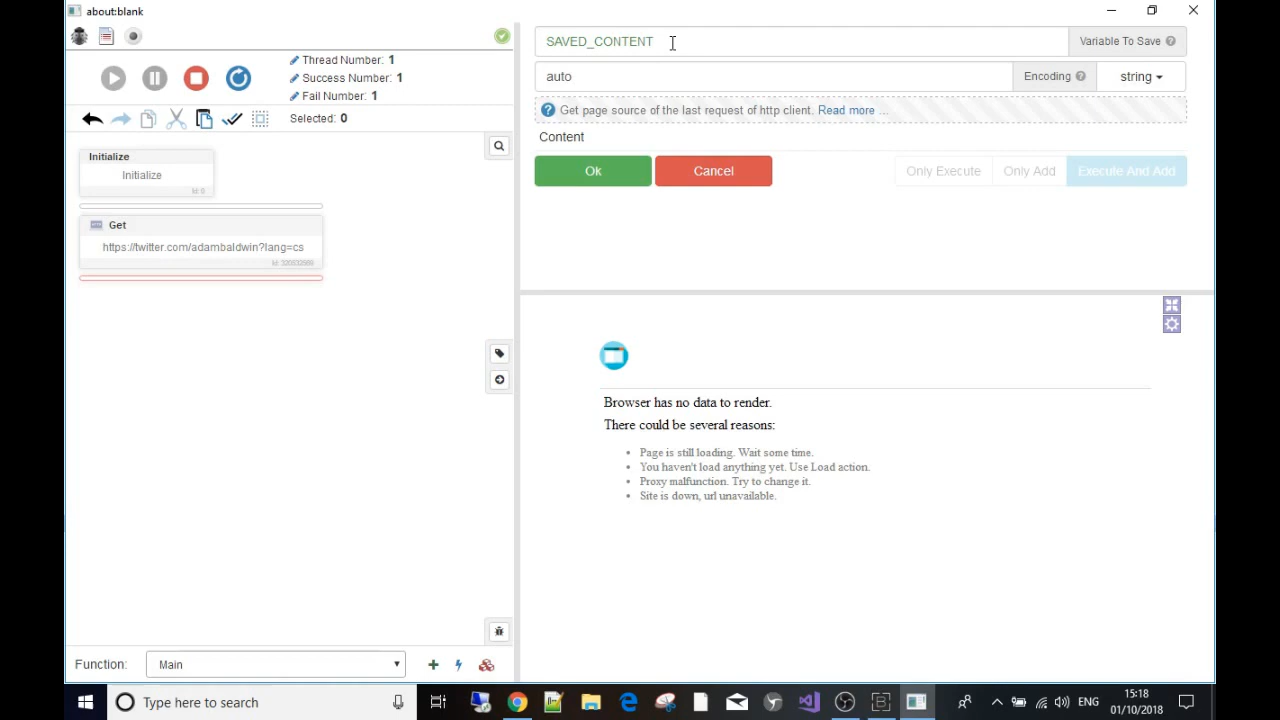 about:blank
Thread Number: 1
Success Number: 1
Fail Number: 1
Selected: 0
Initialize
Initialize
Id: 0
Get
https://twitter.com/adambaldwin?lang=cs
Function:
Main
SAVED_CONTENT
Variable To Save
auto
Encoding
string
Get page source of the last request of http client. Read more ...
Content
Ok
Cancel
Only Execute
Only Add
Execute And Add
Browser has no data to render.
There could be several reasons:
Page is still loading. Wait some time.
You haven't load anything yet. Use Load action.
Proxy malfunction. Try to change it.
Site is down, url unavailable.
Type here to search
ENG
15:18
01/10/2018